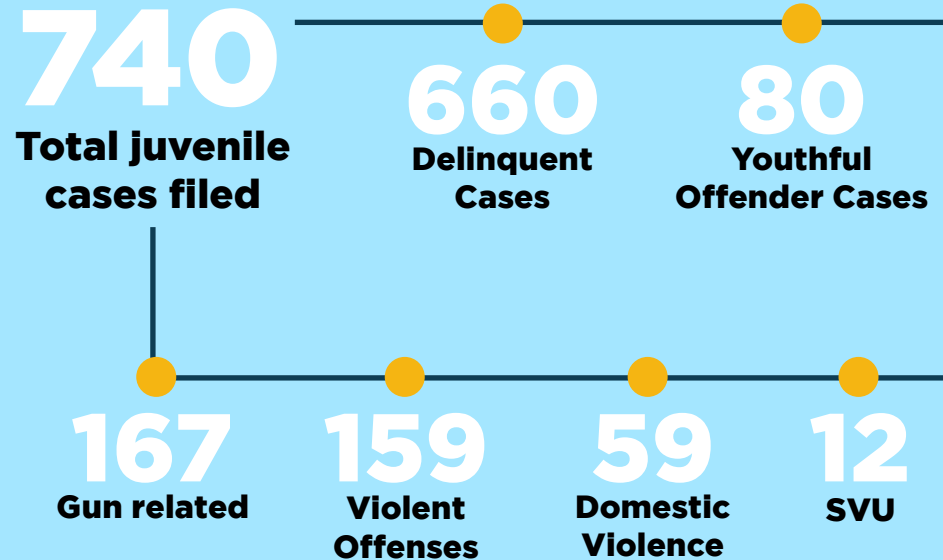 740
Total juvenile
cases filed
660
Delinquent
Cases
80
Youthful
Offender Cases
167
Gun related
159
Violent
Offenses
59
Domestic
Violence
12
SVU